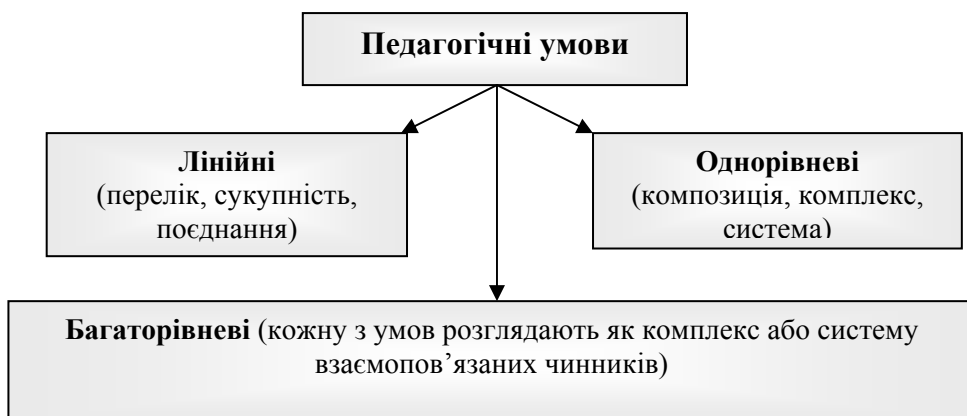 Педагогічні умови
Лінійні
(перелік, сукупність,
поєднання)
Однорівневі
(композиція, комплекс,
система)
Багаторівневі (кожну з умов розглядають як комплекс або систему
взаємопов’язаних чинників)